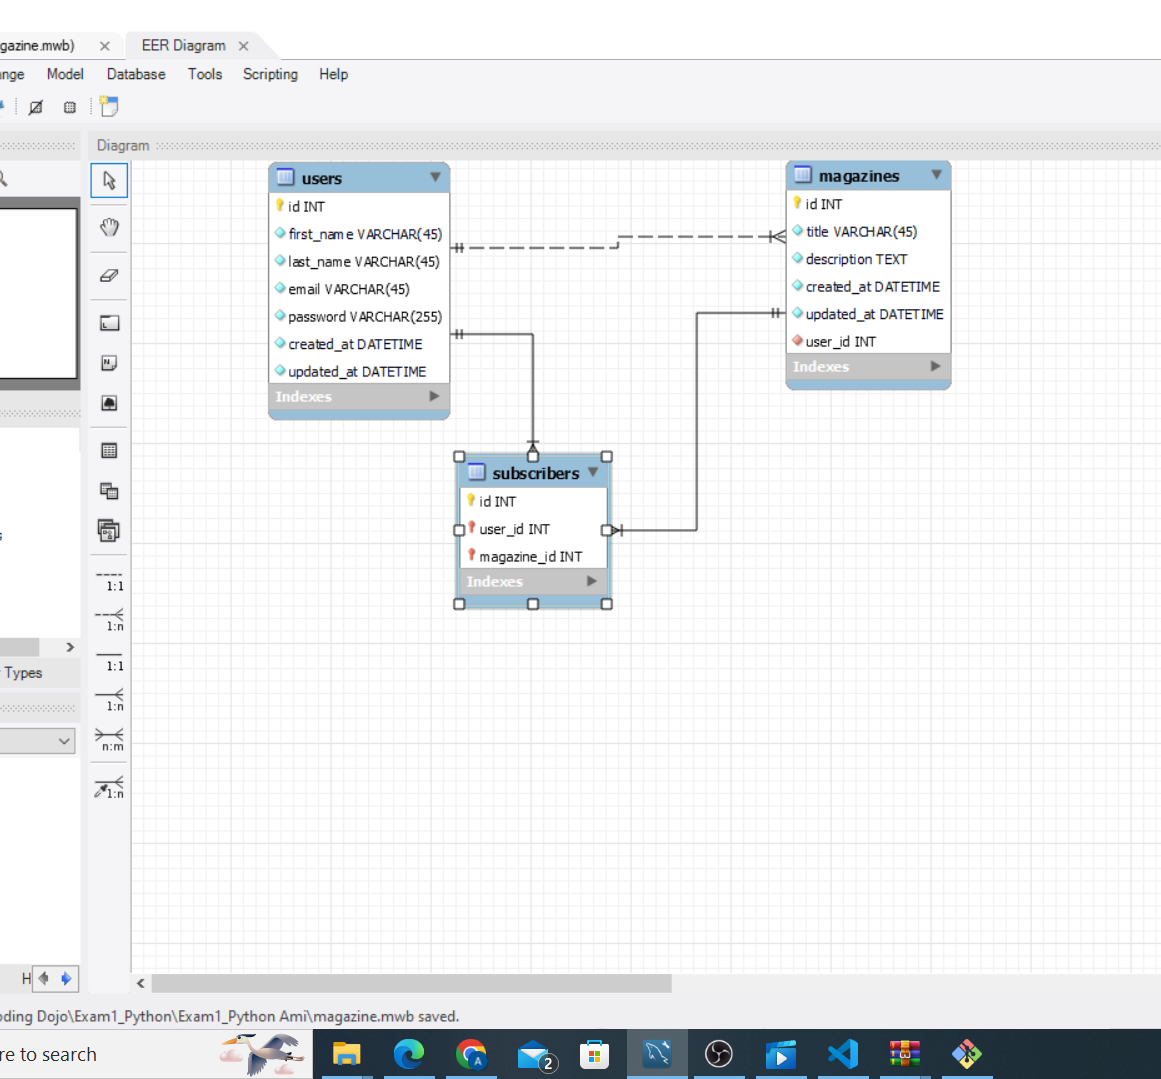 gazine.mwb)
EER Diagram
nge Model Database Tools Scripting Help
Diagram
users
id INT
first_name VARCHAR(45)
last_name VARCHAR(45)
email VARCHAR(45)
password VARCHAR(255)
created_at DATETIME
updated_at DATETIME
Indexes
magazines
id INT
title VARCHAR(45)
description TEXT
created_at DATETIME
updated_at DATETIME
user_id INT
Indexes
subscribers
id INT
user_id INT
magazine_id INT
Indexes
1:1
1:n
1:1
1:n
n:m
1:n
Types
H
oding Dojo\Exam1_Python\Exam1_Python Ami\magazine.mwb saved.
re to search
A
2